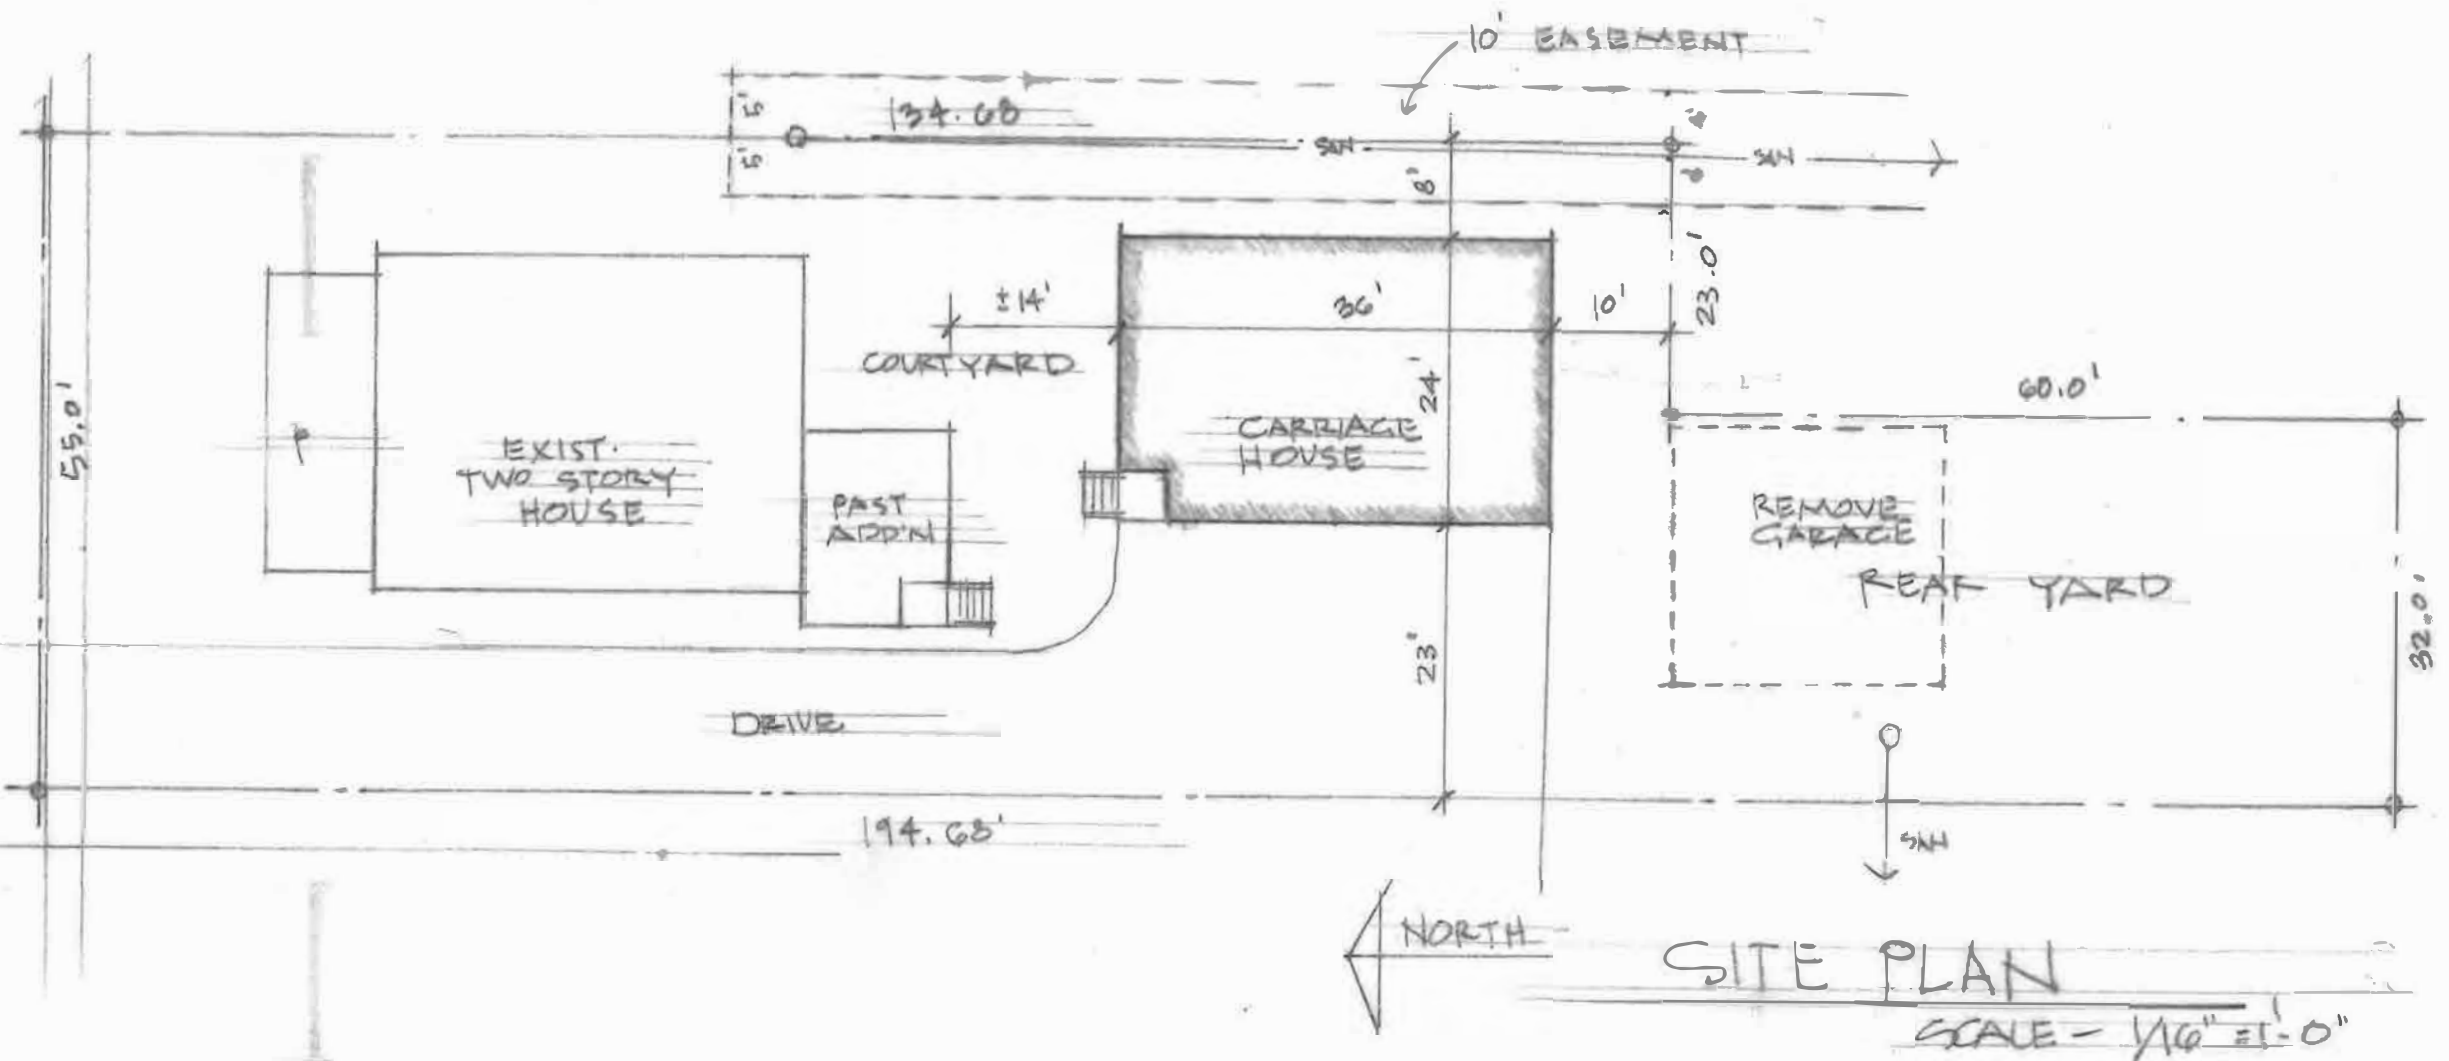 10' EASEMENT
5'
134.68
5'
SAN
SAN
8'
23.0'
±14'
36'
10'
COURTYARD
24'
60.0'
55.0'
P
EXIST.
TWO STORY
HOUSE
PAST
ADD'N
CARRIAGE
HOUSE
REMOVE
GARAGE
REAR YARD
23'
32.0'
DRIVE
194.68'
SAN
NORTH
SITE PLAN
SCALE - 1/16" = 1'-0"